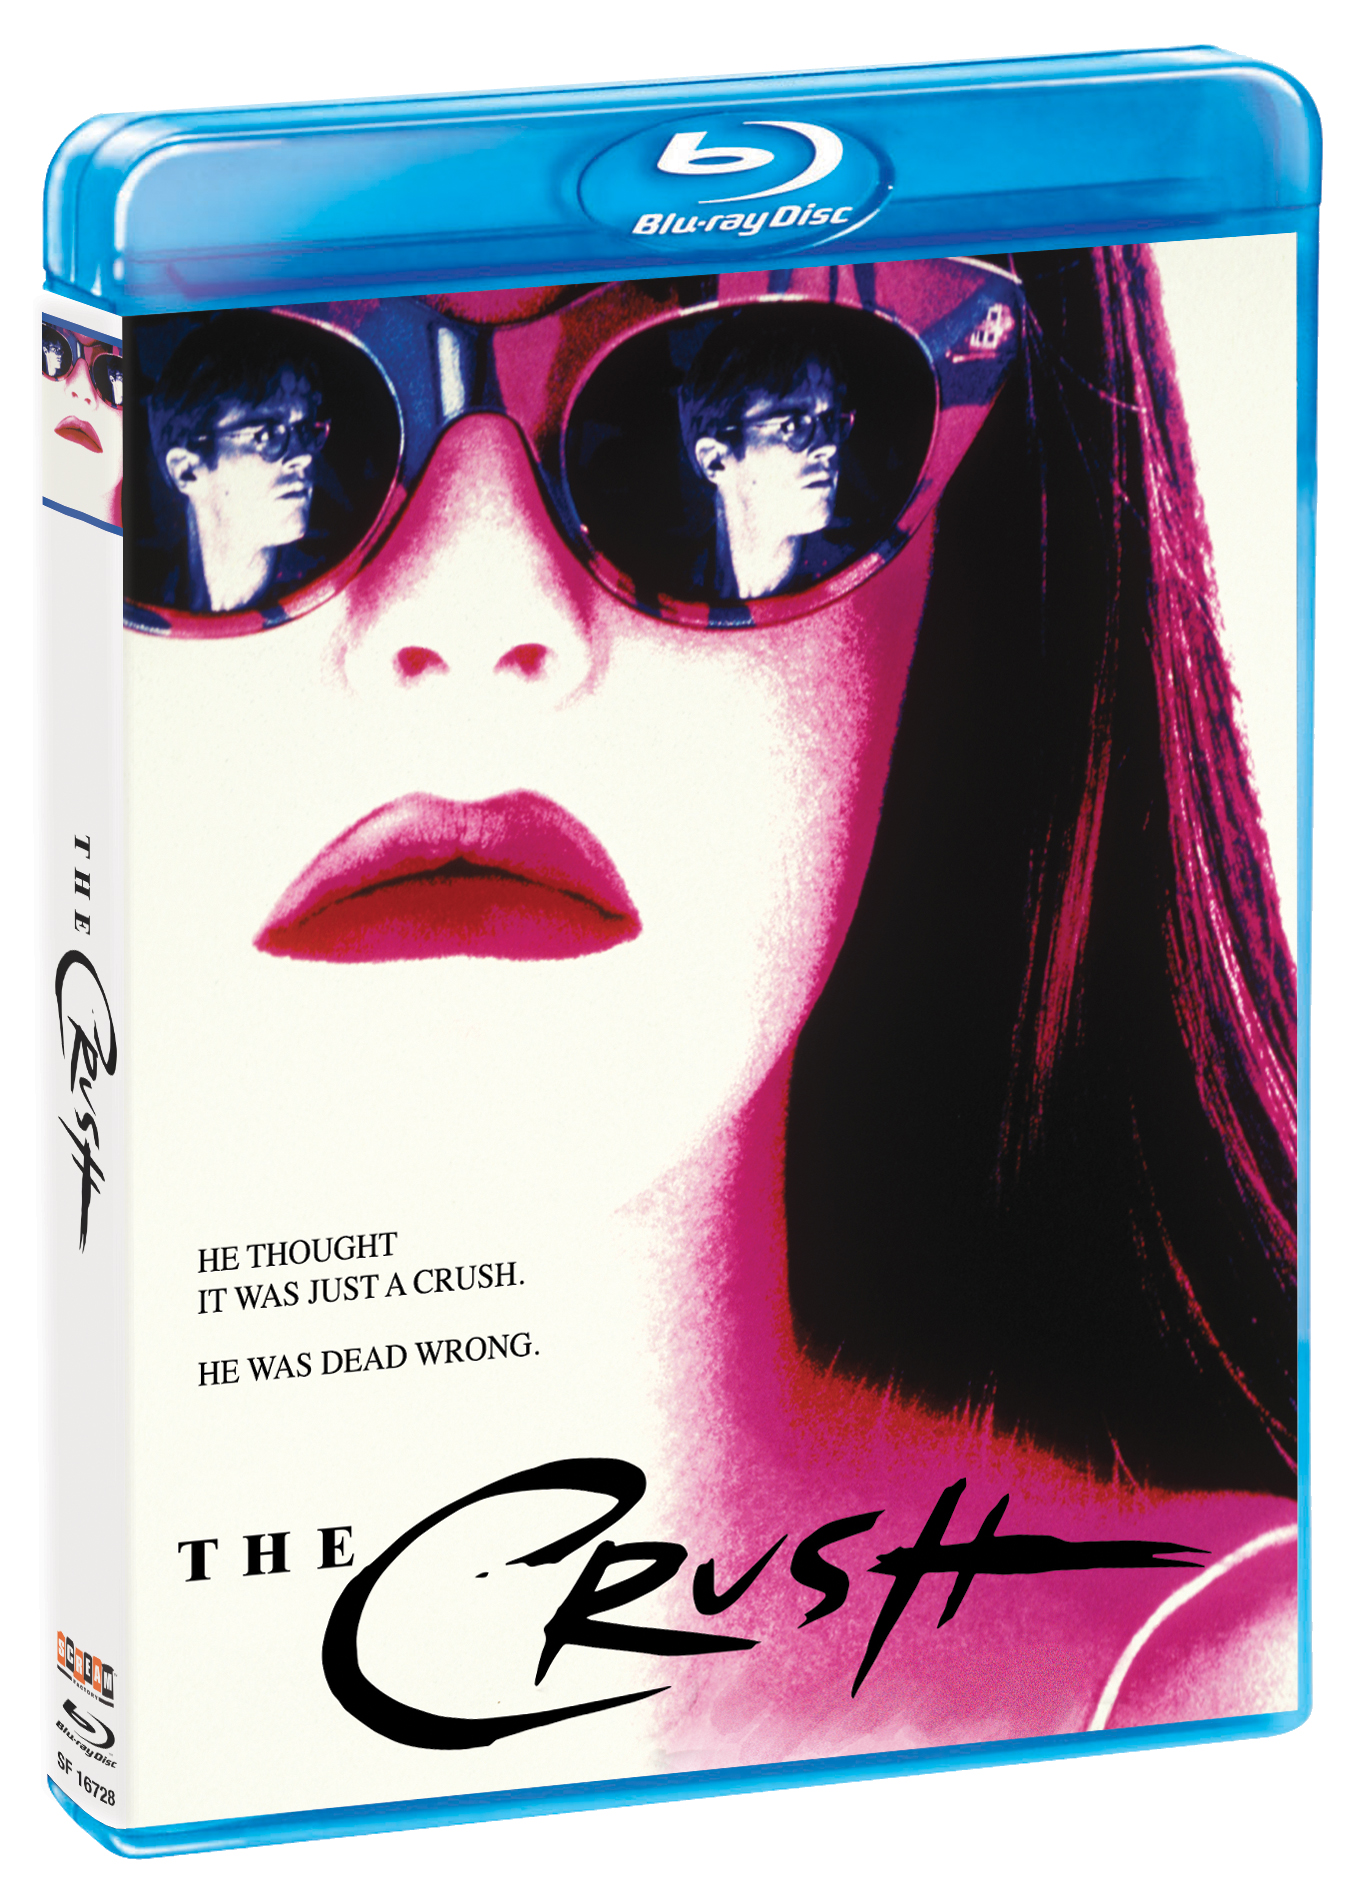 Blu-ray Disc
HE THOUGHT
IT WAS JUST A CRUSH.
HE WAS DEAD WRONG.
THE CRUSH
THE CRUSH
SCREAM
FACTORY
Blu-ray Disc
SF 16728